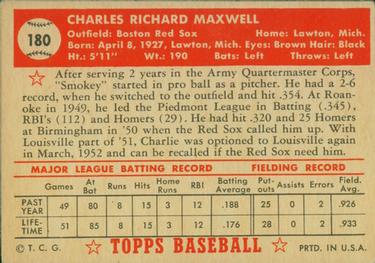 180
CHARLES RICHARD MAXWELL
Outfield: Boston Red Sox Home: Lawton, Mich.
Born: April 8, 1927, Lawton, Mich. Eyes: Brown Hair: Black
Ht.: 5'11" Wt.: 190 Bats: Left Throws: Left
After serving 2 years in the Army Quartermaster Corps,
"Smokey" started in pro ball as a pitcher. He had a 2-6
record, when he switched to the outfield and hit .354. At Roan-
oke in 1949, he led the Piedmont League in Batting (.345),
RBI's (112) and Homers (29). He had hit .320 and 25 Homers
at Birmingham in '50 when the Red Sox called him up. With
Louisville part of '51, Charlie was optioned to Louisville again
in March, 1952 and can be recalled if the Red Sox need him.
MAJOR LEAGUE BATTING RECORD FIELDING RECORD
Games At Bat Runs Hits Home Runs RBI Batting Average Put-outs Assists Errors Field. Avg.
PAST YEAR 49 80 8 15 3 12 .188 25 0 2 .926
LIFE-TIME 51 85 8 15 3 12 .176 28 0 2 .933
© T. C. G. TOPPS BASEBALL PRTD. IN U.S.A.